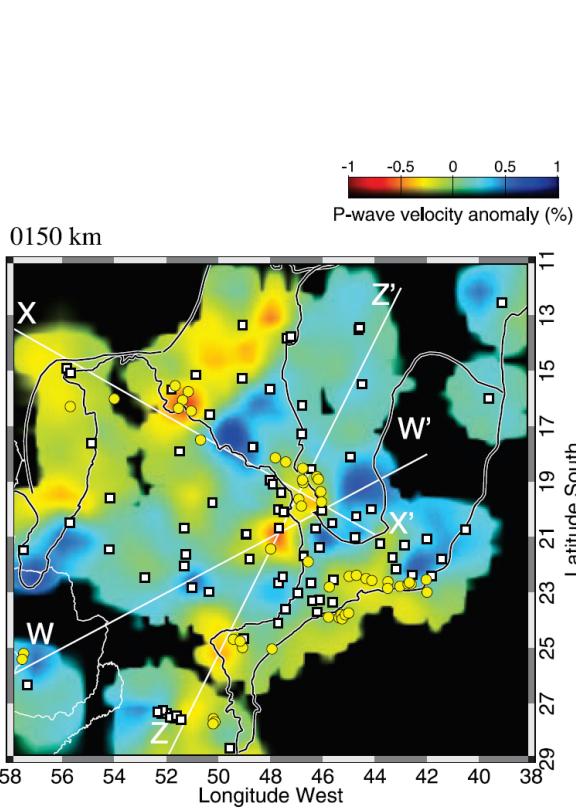 -1 -0.5 0 0.5 1
P-wave velocity anomaly (%)
0150 km
X
Z'
W'
X'
W
Z
11
13
15
17
19
21
23
25
27
29
Latitude South
58 56 54 52 50 48 46 44 42 40 38
Longitude West